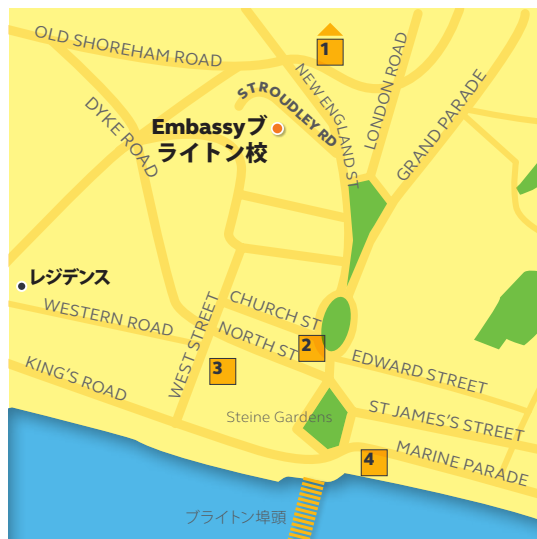 OLD SHOREHAM ROAD
1
NEW ENGLAND ST
LONDON ROAD
GRAND PARADE
STROUDLEY RD
DYKE ROAD
Embassyブ
ライトン校
レジデンス
WESTERN ROAD
WEST STREET
CHURCH ST
NORTH ST
2
EDWARD STREET
3
KING'S ROAD
Steine Gardens
ST JAMES'S STREET
4
MARINE PARADE
ブライトン埠頭